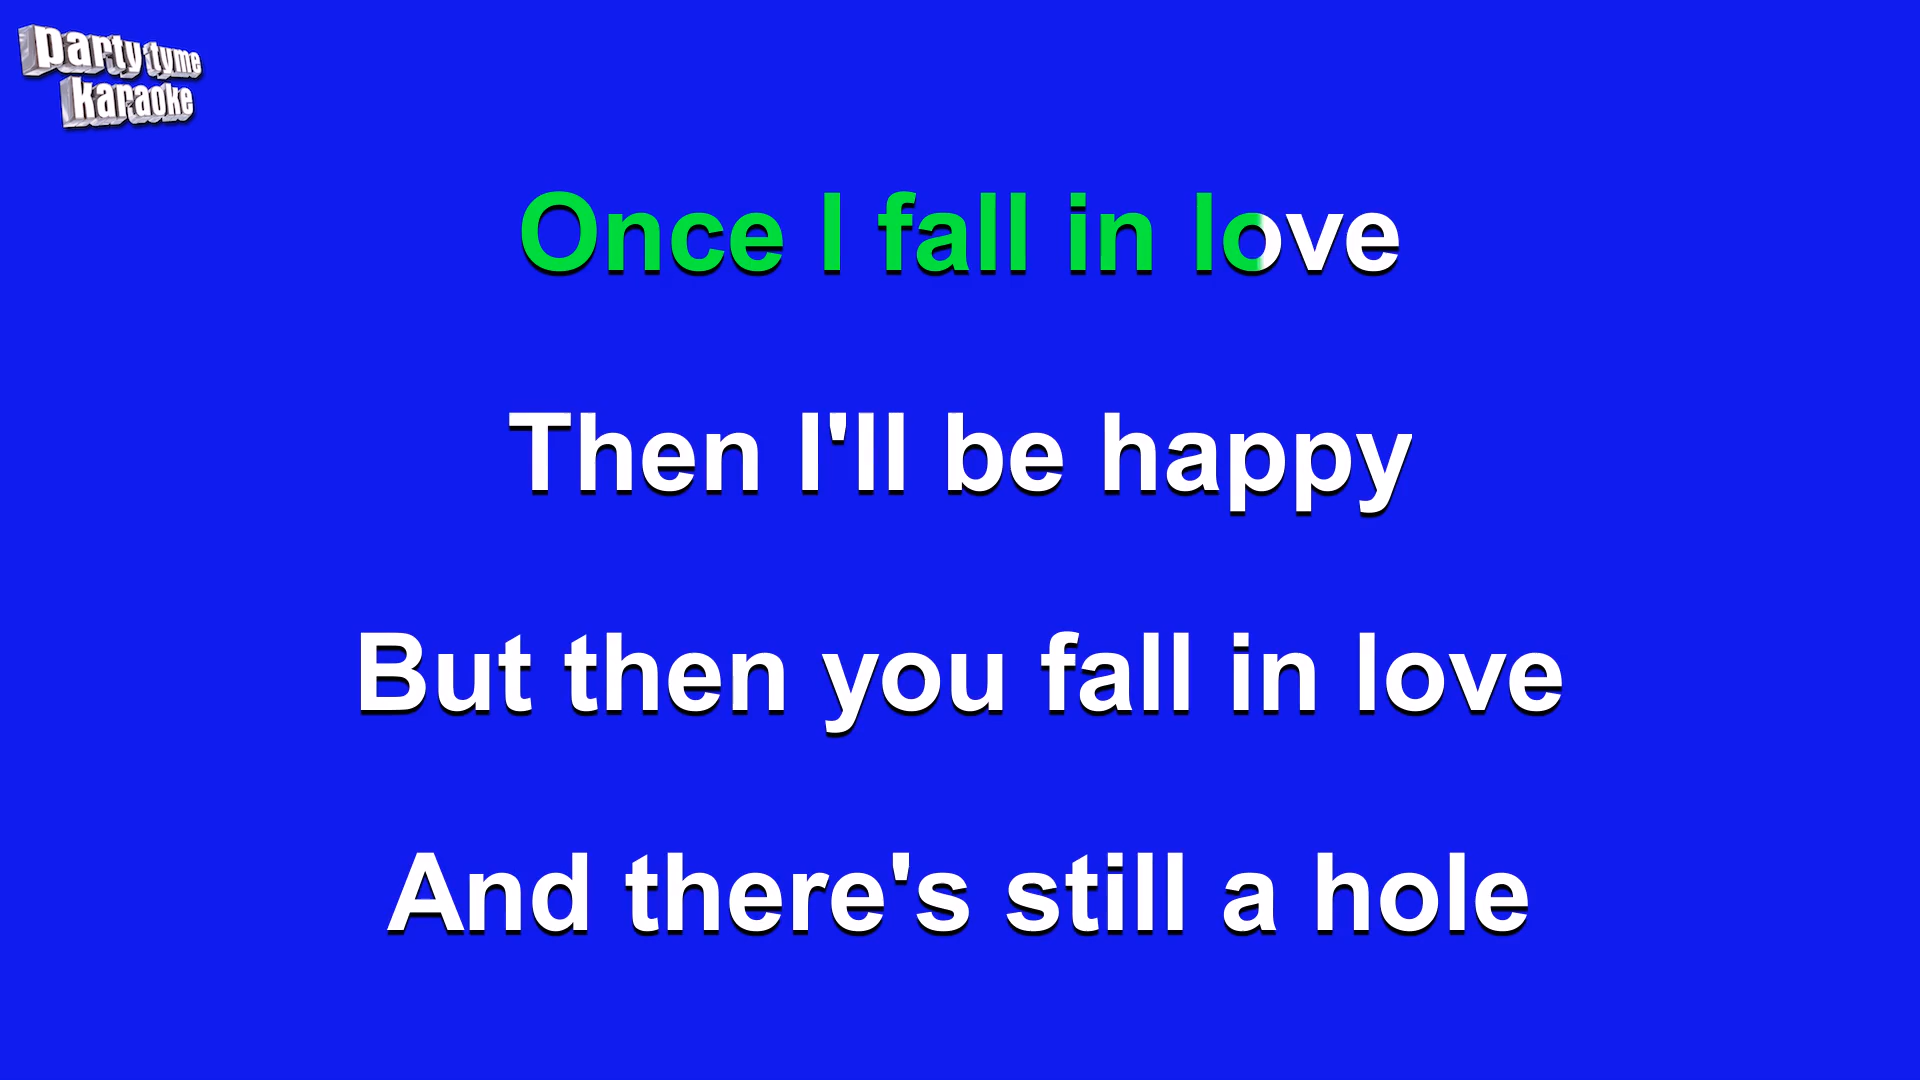 party tyme
karaoke
Once I fall in love
Then I'll be happy
But then you fall in love
And there's still a hole